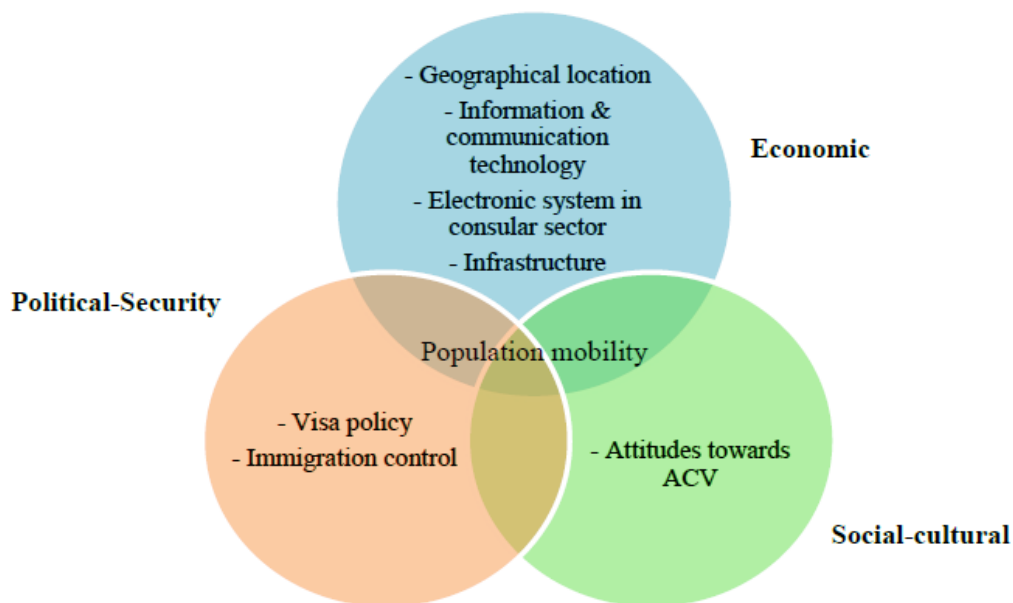 - Geographical location
- Information &
communication
technology
- Electronic system in
consular sector
- Infrastructure
Economic
Political-Security
Population mobility
- Visa policy
- Immigration control
- Attitudes towards
ACV
Social-cultural